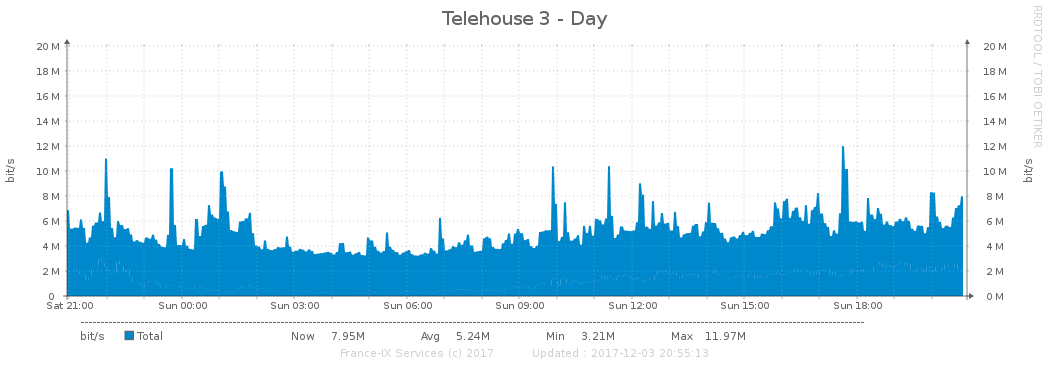 Telehouse 3 - Day
RRDTOOL / TOBI OETIKER
bit/s
bit/s
20 M 20 M
18 M 18 M
16 M 16 M
14 M 14 M
12 M 12 M
10 M 10 M
8 M 8 M
6 M 6 M
4 M 4 M
2 M 2 M
0 0 M
Sat 21:00 Sun 00:00 Sun 03:00 Sun 06:00 Sun 09:00 Sun 12:00 Sun 15:00 Sun 18:00
bit/s Total Now 7.95M Avg 5.24M Min 3.21M Max 11.97M
France-IX Services (c) 2017 Updated : 2017-12-03 20:55:13